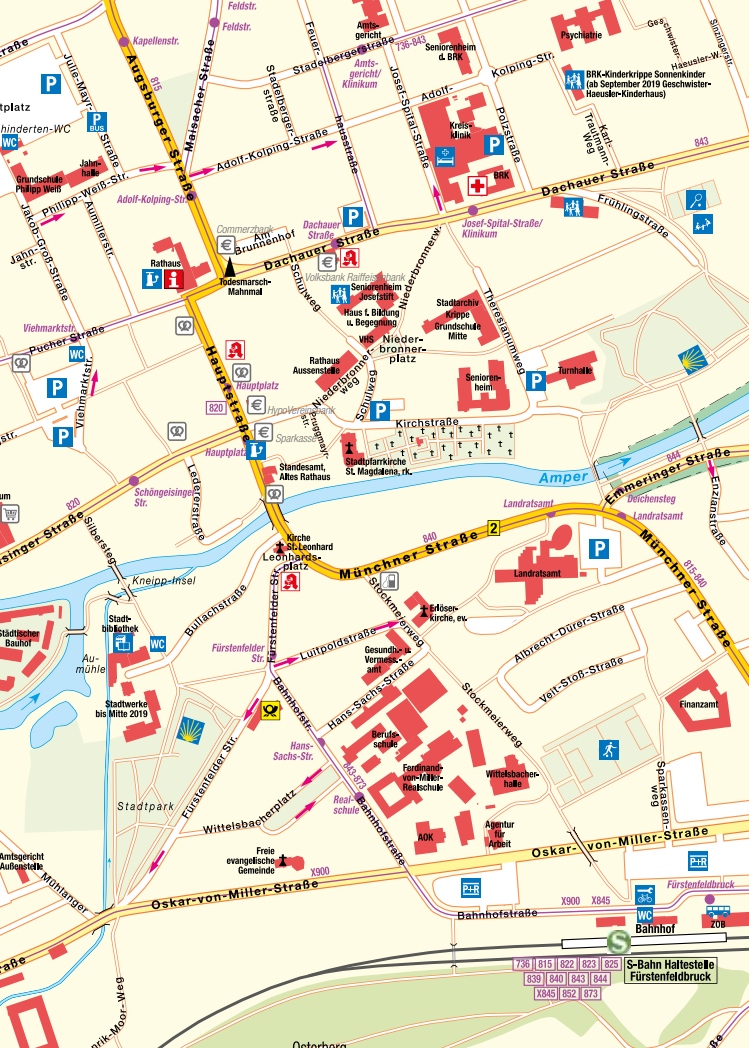 Kapellenstr.
Feldstr.
Feldstr.
Amts-
gericht
736-843
Stadelbergerstraße
Amts-
gericht/
Klinikum
Seniorenheim
d. BRK
Psychiatrie
Geschwister-
Haeusler-W.
Sinzingerstr.
BRK-Kinderkrippe Sonnenkinder
(ab September 2019 Geschwister-
Haeusler-Kinderhaus)
Julie-Mayr-
Straße
Augsburger Straße
815
Maisacher Straße
Stadelberger-
straße
Feuer-
hausstraße
Josef-Spital-Straße
Adolf-
Kolping-Str.
Polzstraße
Karl-
Trautmann-
Weg
P
P
BUS
WC
Grundschule
Philipp Weiß
Jahn-
halle
Philipp-Weiß-Str.
Adolf-Kolping-Straße
Adolf-Kolping-Str.
Kreis-
klinik
P
BRK
843
Dachauer Straße
Josef-Spital-Straße/
Klinikum
Frühlingstraße
Jahn-
str.
Jakob-Groß-Straße
Aumillerstr.
Rathaus
Commerzbank
Am
Brunnenhof
Dachauer
Straße
P
Dachauer Straße
Todesmarsch-
Mahnmal
Volksbank Raiffeisenbank
Seniorenheim
Josefstift
Haus f. Bildung
u. Begegnung
VHS
Schulweg
Niederbronnerw.
Nieder-
bronner-
platz
Stadtarchiv
Krippe
Grundschule
Mitte
Theresianumweg
Viehmarktstr.
Pucher Straße
WC
P
P
Viehmarktstr.
Hauptstraße
820
Hauptplatz
HypoVereinsbank
Sparkasse
Hauptplatz
Rathaus
Aussenstelle
Niederbronner-
weg
Schulweg
Pruggmayr-
str.
P
Senioren-
heim
P
Turnhalle
Kirchstraße
Stadtpfarrkirche
St. Magdalena, rk.
Standesamt,
Altes Rathaus
Amper
844
Emmeringer Straße
Deichensteg
Enzianstraße
Landratsamt
Landratsamt
Schöngeisinger
Str.
820
Ledererstraße
Silbersteg
Kneipp-Insel
Kirche
St. Leonhard
Leonhards-
platz
Münchner Straße
840
2
Münchner Straße
815-840
P
Landratsamt
Städtischer
Bauhof
Stadt-
bibliothek
WC
Au-
mühle
Bullachstraße
Fürstenfelder Str.
Fürstenfelder
Str.
Luitpoldstraße
Stockmeierweg
Erlöser-
kirche, ev.
Gesundh.- u.
Vermess.-
amt
Albrecht-Dürer-Straße
Veit-Stoß-Straße
Stadtwerke
bis Mitte 2019
Bahnhofstr.
Hans-Sachs-Straße
Stockmeierweg
Finanzamt
Hans-
Sachs-Str.
Berufs-
schule
Fürstenfelder Str.
Stadtpark
843-873
Ferdinand-
von-Miller-
Realschule
Wittelsbacher-
halle
Sparkassen-
weg
Real-
schule
Wittelsbacherplatz
Bahnhofstraße
AOK
Agentur
für
Arbeit
Oskar-von-Miller-Straße
Amtsgericht
Außenstelle
Freie
evangelische
Gemeinde
X900
Oskar-von-Miller-Straße
Mühlanger
P+R
P+R
Fürstenfeldbruck
X900
X845
Bahnhofstraße
WC
Bahnhof
ZOB
S
S-Bahn Haltestelle
Fürstenfeldbruck
736 815 822 823 825
839 840 843 844
X845 852 873
Osterberg